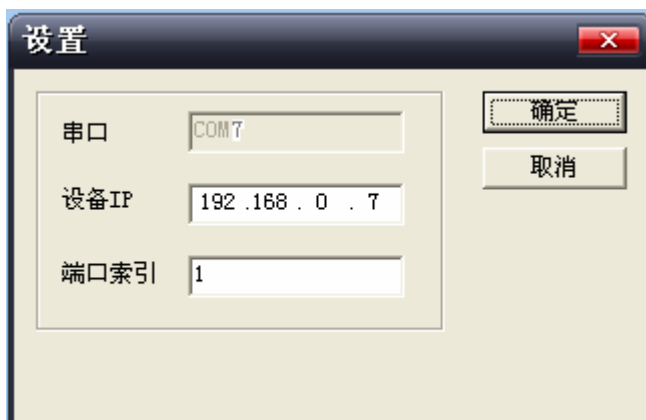 设置
串口 COM7
确定
取消
设备IP 192 .168 . 0 . 7
端口索引 1